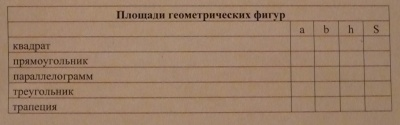 Площади геометрических фигур
a b h S
квадрат
прямоугольник
параллелограмм
треугольник
трапеция